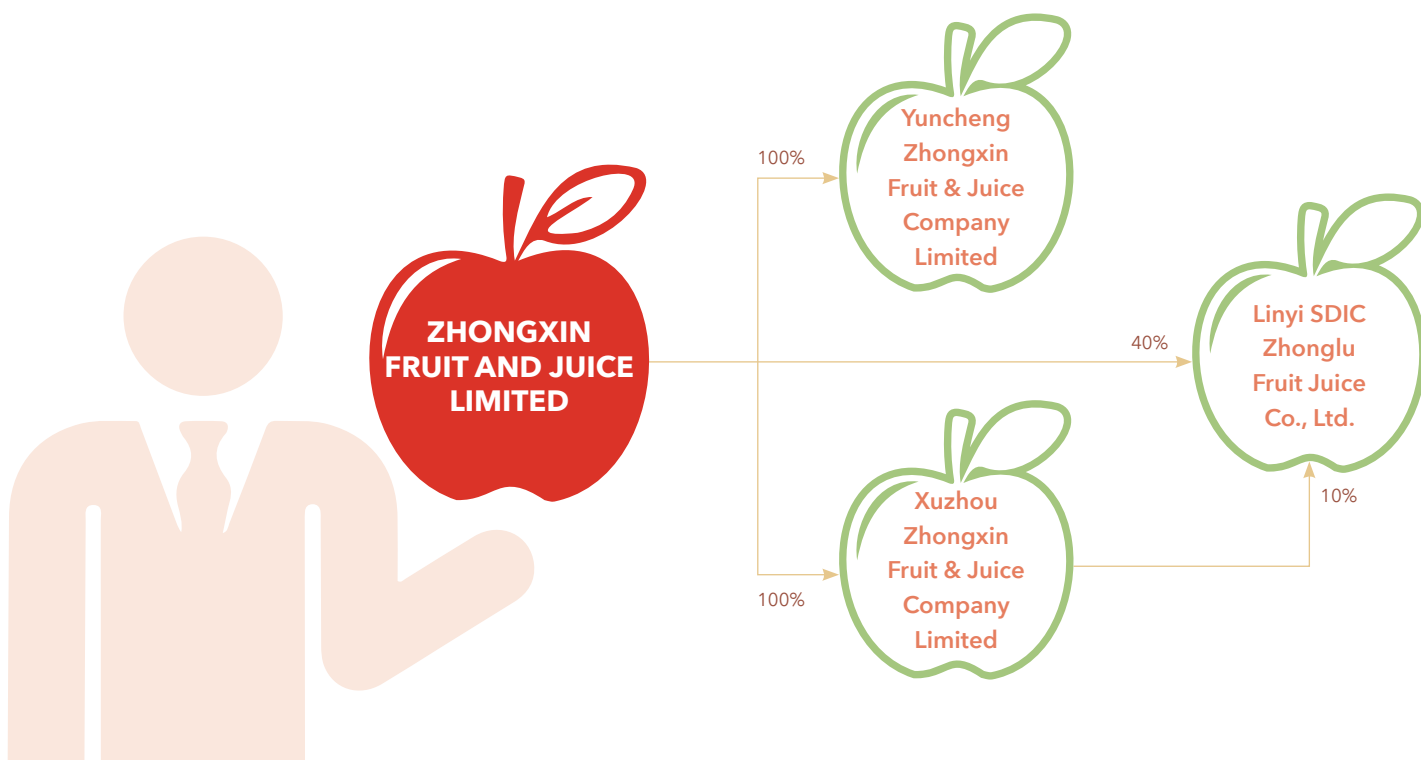 ZHONGXIN
FRUIT AND JUICE
LIMITED
100%
Yuncheng
Zhongxin
Fruit & Juice
Company
Limited
40%
Linyi SDIC
Zhonglu
Fruit Juice
Co., Ltd.
100%
Xuzhou
Zhongxin
Fruit & Juice
Company
Limited
10%